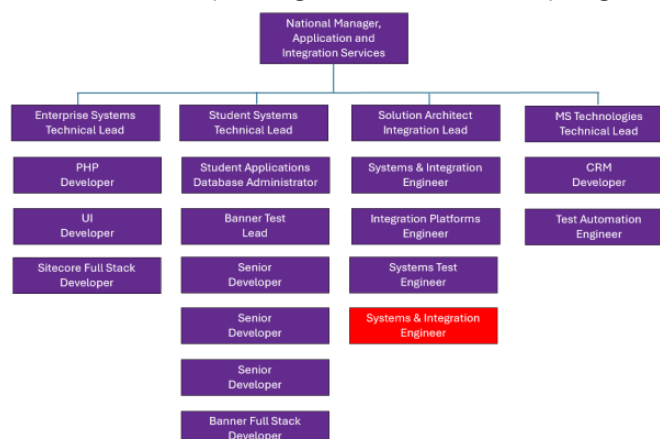 National Manager,
Application and
Integration Services
Enterprise Systems
Technical Lead
Student Systems
Technical Lead
Solution Architect
Integration Lead
MS Technologies
Technical Lead
PHP
Developer
Student Applications
Database Administrator
Systems & Integration
Engineer
CRM
Developer
UI
Developer
Banner Test
Lead
Integration Platforms
Engineer
Test Automation
Engineer
Sitecore Full Stack
Developer
Senior
Developer
Systems Test
Engineer
Senior
Developer
Systems & Integration
Engineer
Senior
Developer
Banner Full Stack
Developer